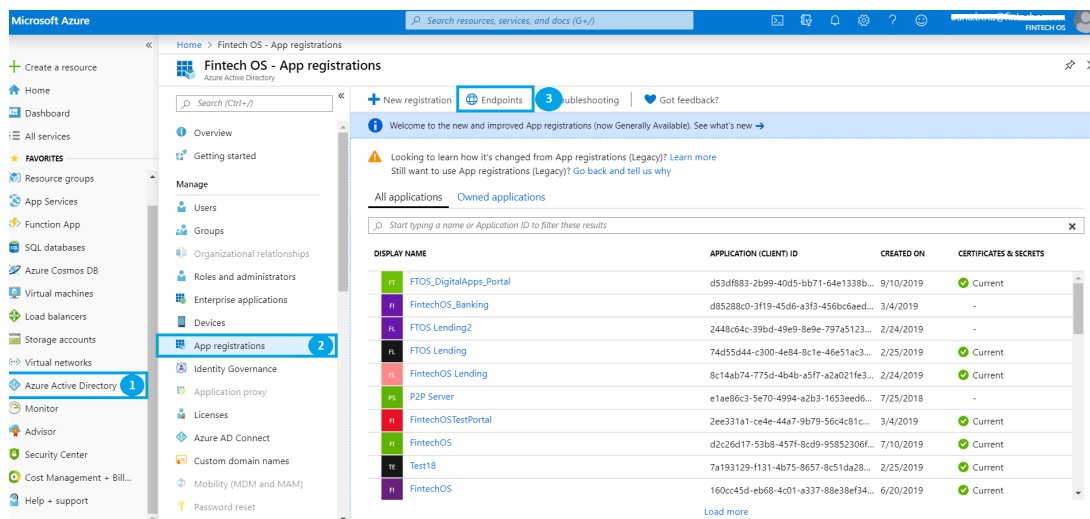 Microsoft Azure
Search resources, services, and docs (G+/)
FINTECH OS
Create a resource
Home
Dashboard
All services
FAVORITES
Resource groups
App Services
Function App
SQL databases
Azure Cosmos DB
Virtual machines
Load balancers
Storage accounts
Virtual networks
Azure Active Directory 1
Monitor
Advisor
Security Center
Cost Management + Bill...
Help + support
Home > Fintech OS - App registrations
Fintech OS - App registrations
Azure Active Directory
Search (Ctrl+/)
Overview
Getting started
Manage
Users
Groups
Organizational relationships
Roles and administrators
Enterprise applications
Devices
App registrations 2
Identity Governance
Application proxy
Licenses
Azure AD Connect
Custom domain names
Mobility (MDM and MAM)
Password reset
New registration Endpoints 3 ubleshooting Got feedback?
Welcome to the new and improved App registrations (now Generally Available). See what's new →
Looking to learn how it's changed from App registrations (Legacy)? Learn more
Still want to use App registrations (Legacy)? Go back and tell us why
All applications Owned applications
Start typing a name or Application ID to filter these results
DISPLAY NAME APPLICATION (CLIENT) ID CREATED ON CERTIFICATES & SECRETS
FT FTOS_DigitalApps_Portal d53df883-2b99-40d5-bb71-64e1338b... 9/10/2019 Current
FI FintechOS_Banking d85288c0-3f19-45d6-a3f3-456bc6aed... 3/4/2019 -
FL FTOS Lending2 2448c64c-39bd-49e9-8e9e-797a5123... 2/24/2019 -
FL FTOS Lending 74d55d44-c300-4e84-8c1e-46e51ac3... 2/25/2019 Current
FL FintechOS Lending 8c14ab74-775d-4b4b-a5f7-a2a021fe3... 2/24/2019 Current
PS P2P Server e1ae86c3-5e70-4994-a2b3-1653eed6... 7/25/2018 -
FI FintechOSTestPortal 2ee331a1-ce4e-44a7-9b79-56c4c81c... 3/4/2019 Current
FI FintechOS d2c26d17-53b8-457f-8cd9-95852306f... 7/10/2019 Current
TE Test18 7a193129-f131-4b75-8657-8c51da28... 2/25/2019 Current
FI FintechOS 160cc45d-eb68-4c01-a337-88e38ef34... 6/20/2019 Current
Load more